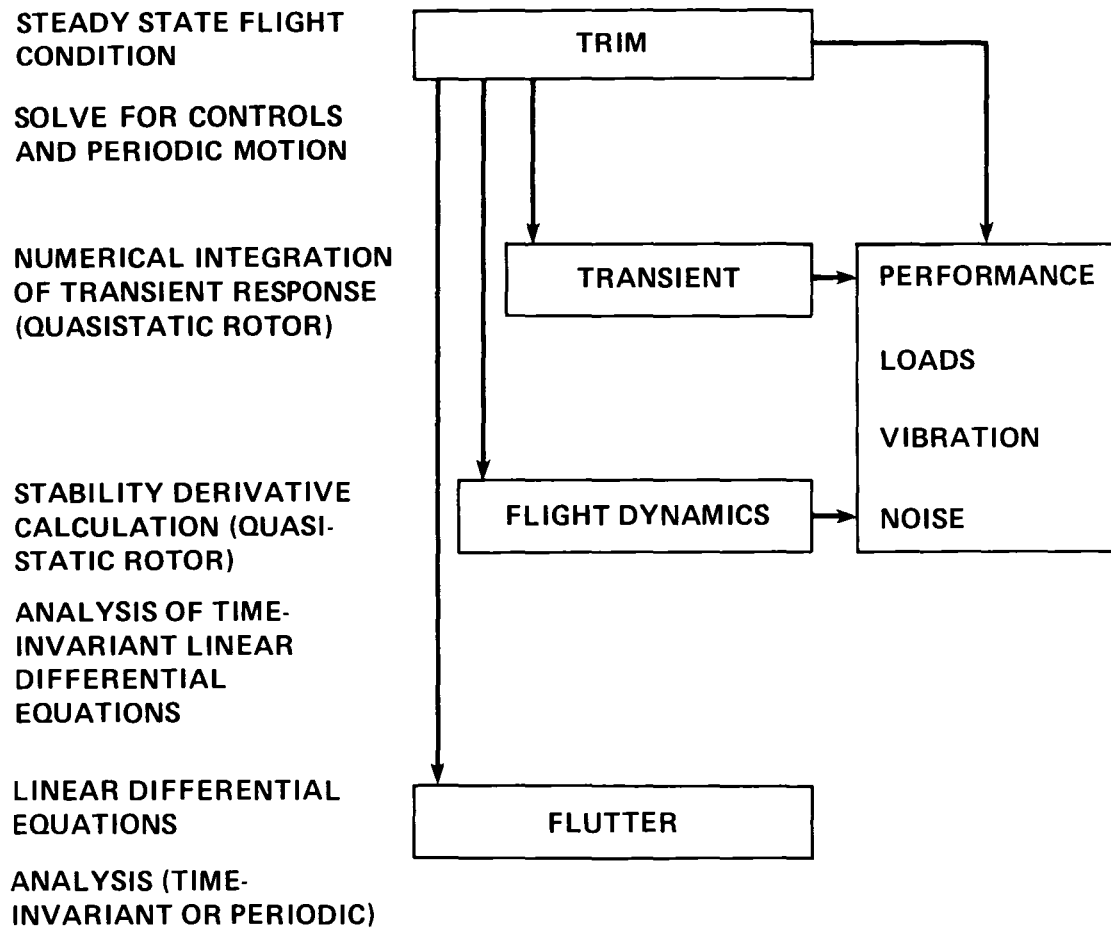 STEADY STATE FLIGHT
CONDITION
TRIM
SOLVE FOR CONTROLS
AND PERIODIC MOTION
NUMERICAL INTEGRATION
OF TRANSIENT RESPONSE
(QUASISTATIC ROTOR)
TRANSIENT
PERFORMANCE
LOADS
VIBRATION
NOISE
STABILITY DERIVATIVE
CALCULATION (QUASI-
STATIC ROTOR)
FLIGHT DYNAMICS
ANALYSIS OF TIME-
INVARIANT LINEAR
DIFFERENTIAL
EQUATIONS
LINEAR DIFFERENTIAL
EQUATIONS
FLUTTER
ANALYSIS (TIME-
INVARIANT OR PERIODIC)